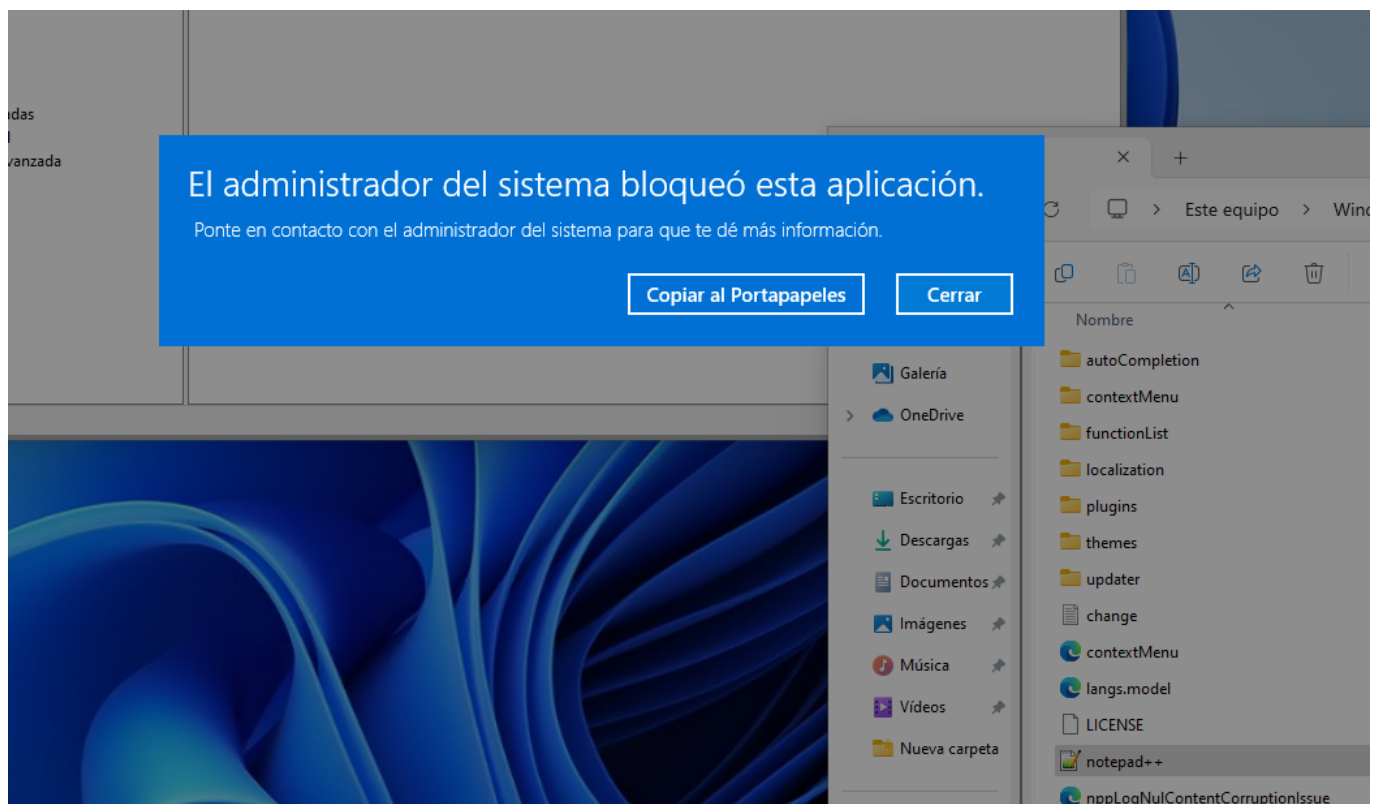 adas
vanzada
El administrador del sistema bloqueó esta aplicación.
Ponte en contacto con el administrador del sistema para que te dé más información.
Copiar al Portapapeles
Cerrar
Este equipo
Wind
Nombre
Galería
OneDrive
Escritorio
Descargas
Documentos
Imágenes
Música
Vídeos
Nueva carpeta
autoCompletion
contextMenu
functionList
localization
plugins
themes
updater
change
contextMenu
langs.model
LICENSE
notepad++
nppLogNulContentCorruptionIssue